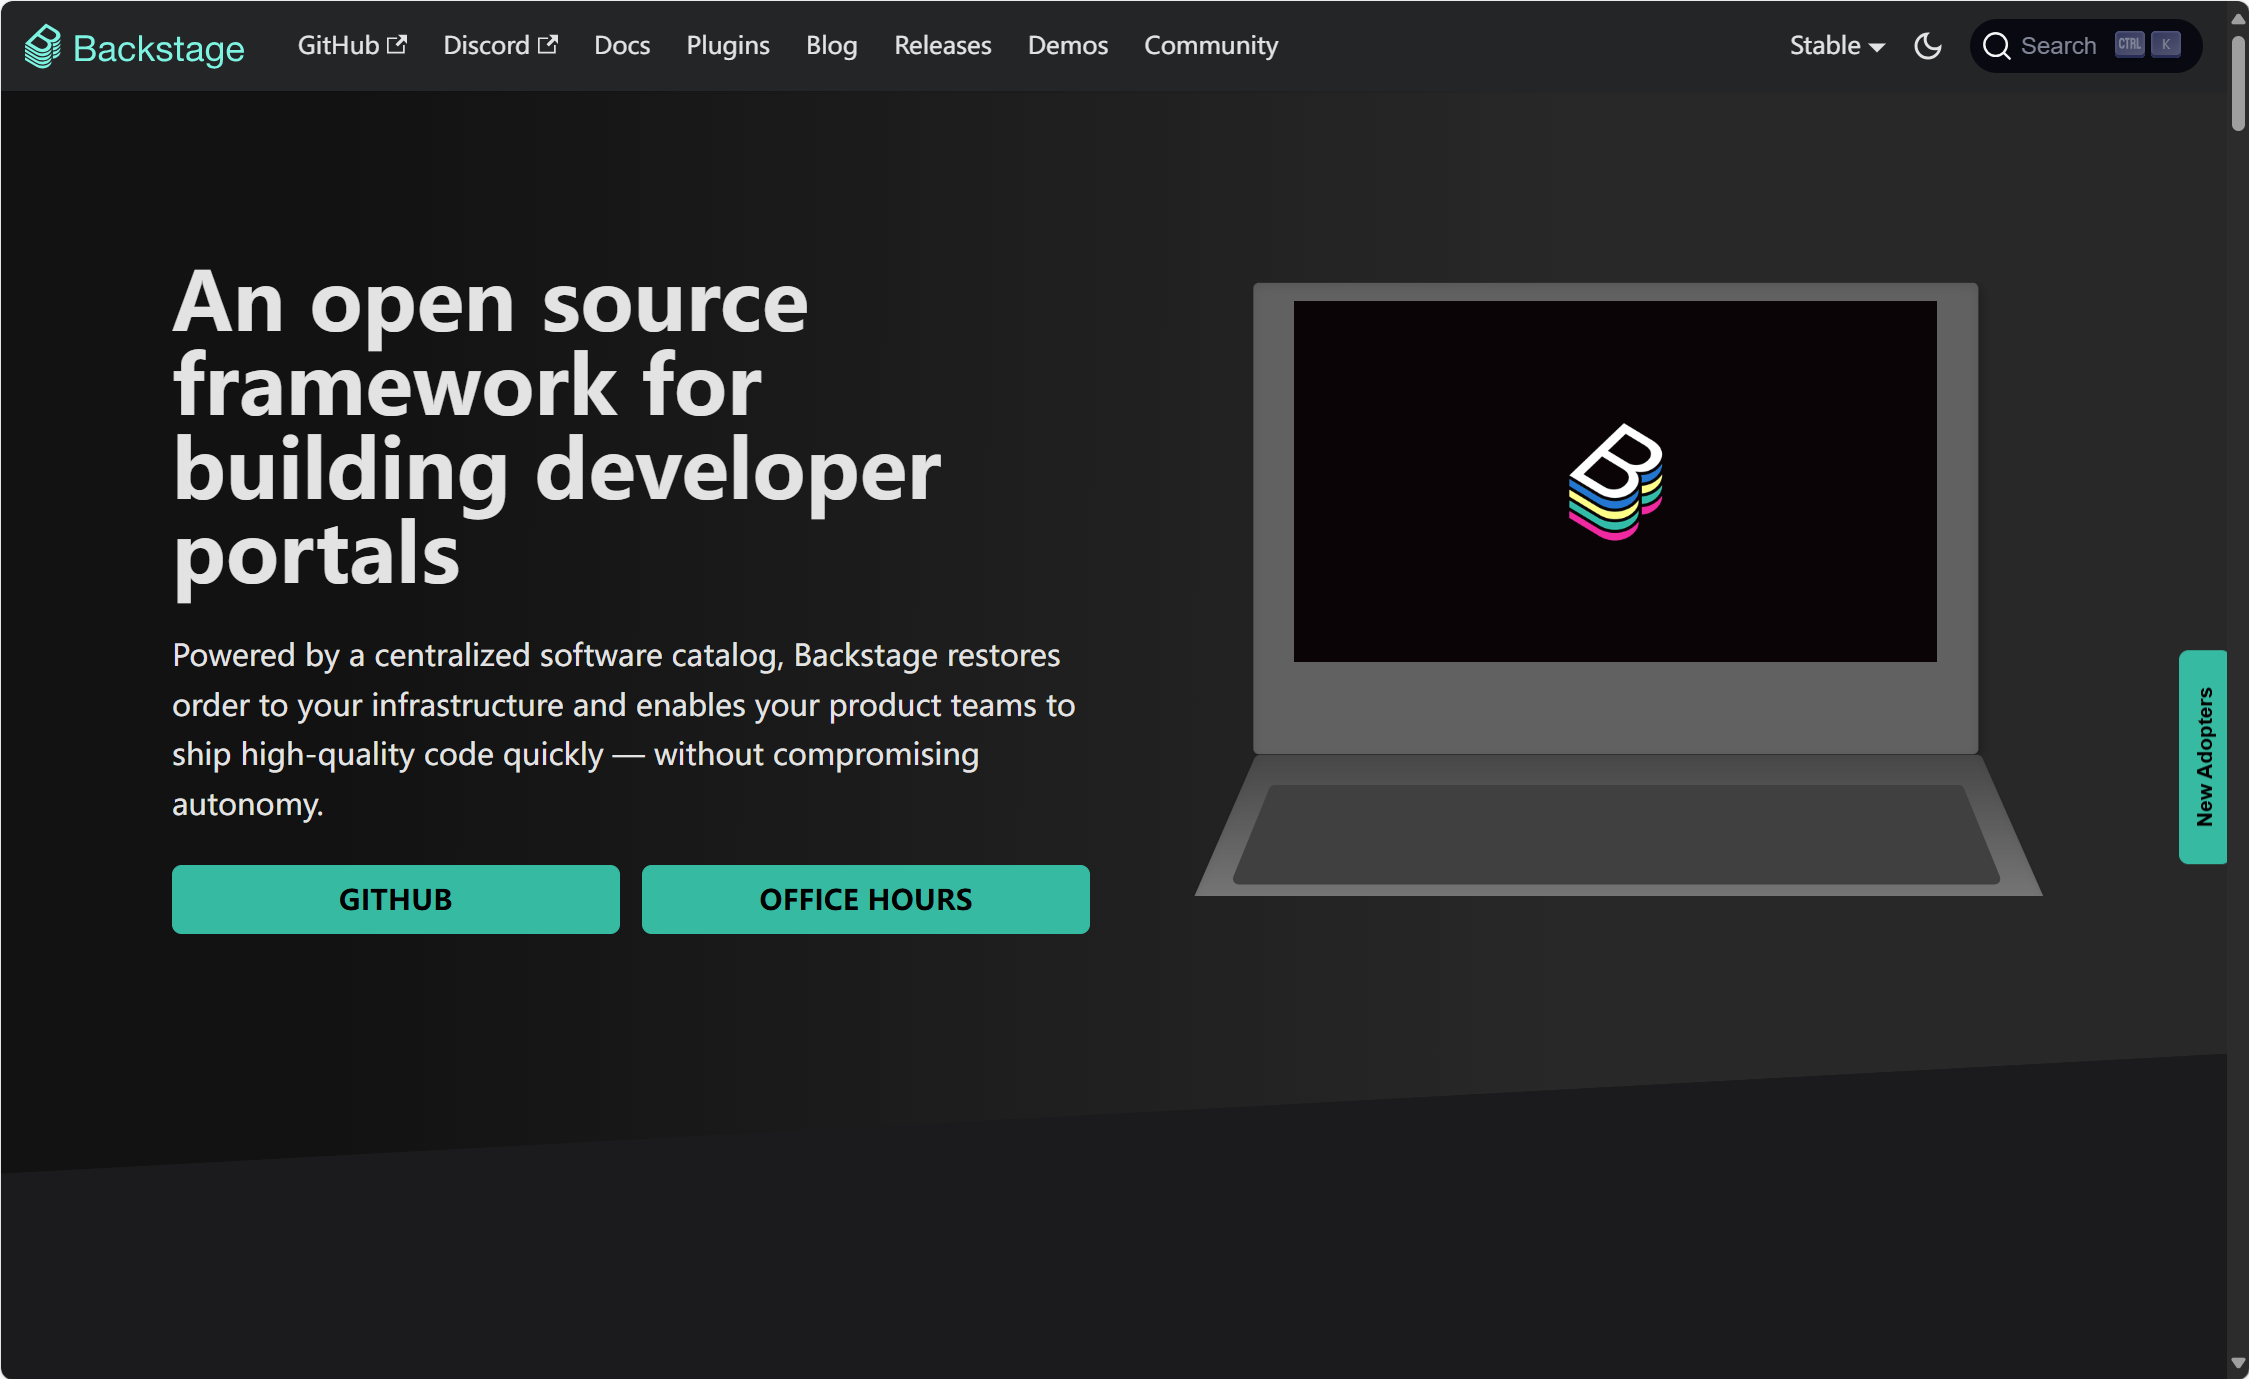 Backstage GitHub Discord Docs Plugins Blog Releases Demos Community Stable Search CTRL K
An open source
framework for
building developer
portals
Powered by a centralized software catalog, Backstage restores
order to your infrastructure and enables your product teams to
ship high-quality code quickly — without compromising
autonomy.
GITHUB OFFICE HOURS
New Adopters